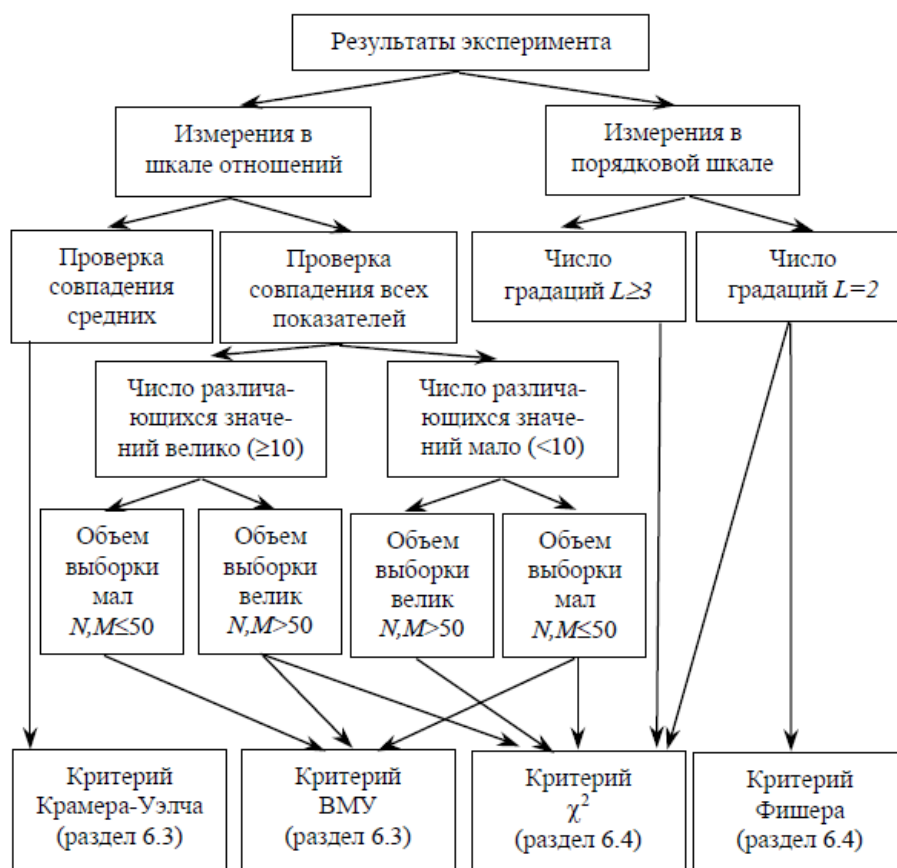 Результаты эксперимента
Измерения в
шкале отношений
Измерения в
порядковой шкале
Проверка
совпадения
средних
Проверка
совпадения всех
показателей
Число
градаций L≥3
Число
градаций L=2
Число различа-
ющихся значе-
ний велико (≥10)
Число различа-
ющихся значе-
ний мало (<10)
Объем
выборки
мал
N,M≤50
Объем
выборки
велик
N,M>50
Объем
выборки
велик
N,M>50
Объем
выборки
мал
N,M≤50
Критерий
Крамера-Уэлча
(раздел 6.3)
Критерий
ВМУ
(раздел 6.3)
Критерий
χ²
(раздел 6.4)
Критерий
Фишера
(раздел 6.4)